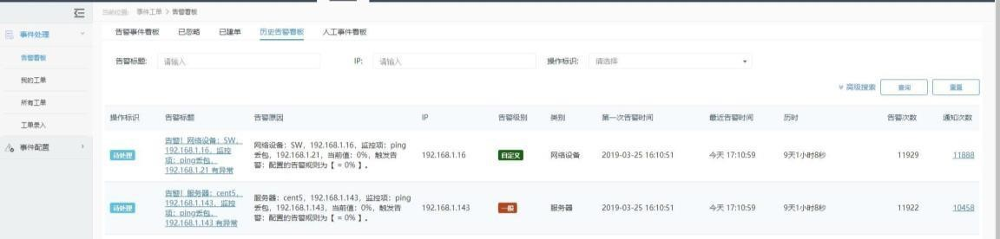 当前位置: 事件工单 > 告警看板
事件处理
告警看板
我的工单
所有工单
工单录入
事件配置
告警事件看板 已忽略 已建单 历史告警看板 人工事件看板
告警标题: 请输入 IP: 请输入 操作标识: 请选择
高级搜索 查询 重置
操作标识 告警标题 告警原因 IP 告警级别 类别 第一次告警时间 最近告警时间 历时 告警次数 通知次数
待处理
告警！网络设备：SW，
192.168.1.16，监控
项：ping丢包，
192.168.1.21 有异常
网络设备：SW，192.168.1.16，监控项：ping
丢包，192.168.1.21，当前值：0%，触发告
警：配置的告警规则为【 = 0% 】。
192.168.1.16 自定义 网络设备 2019-03-25 16:10:51 今天 17:10:59 9天1小时8秒 11929 11888
待处理
告警！服务器：cent5，
192.168.1.143，监控
项：ping丢包，
192.168.1.143 有异常
服务器：cent5，192.168.1.143，监控项：ping
丢包，192.168.1.143，当前值：0%，触发告
警：配置的告警规则为【 = 0% 】。
192.168.1.143 一般 服务器 2019-03-25 16:10:51 今天 17:10:59 9天1小时8秒 11922 10458